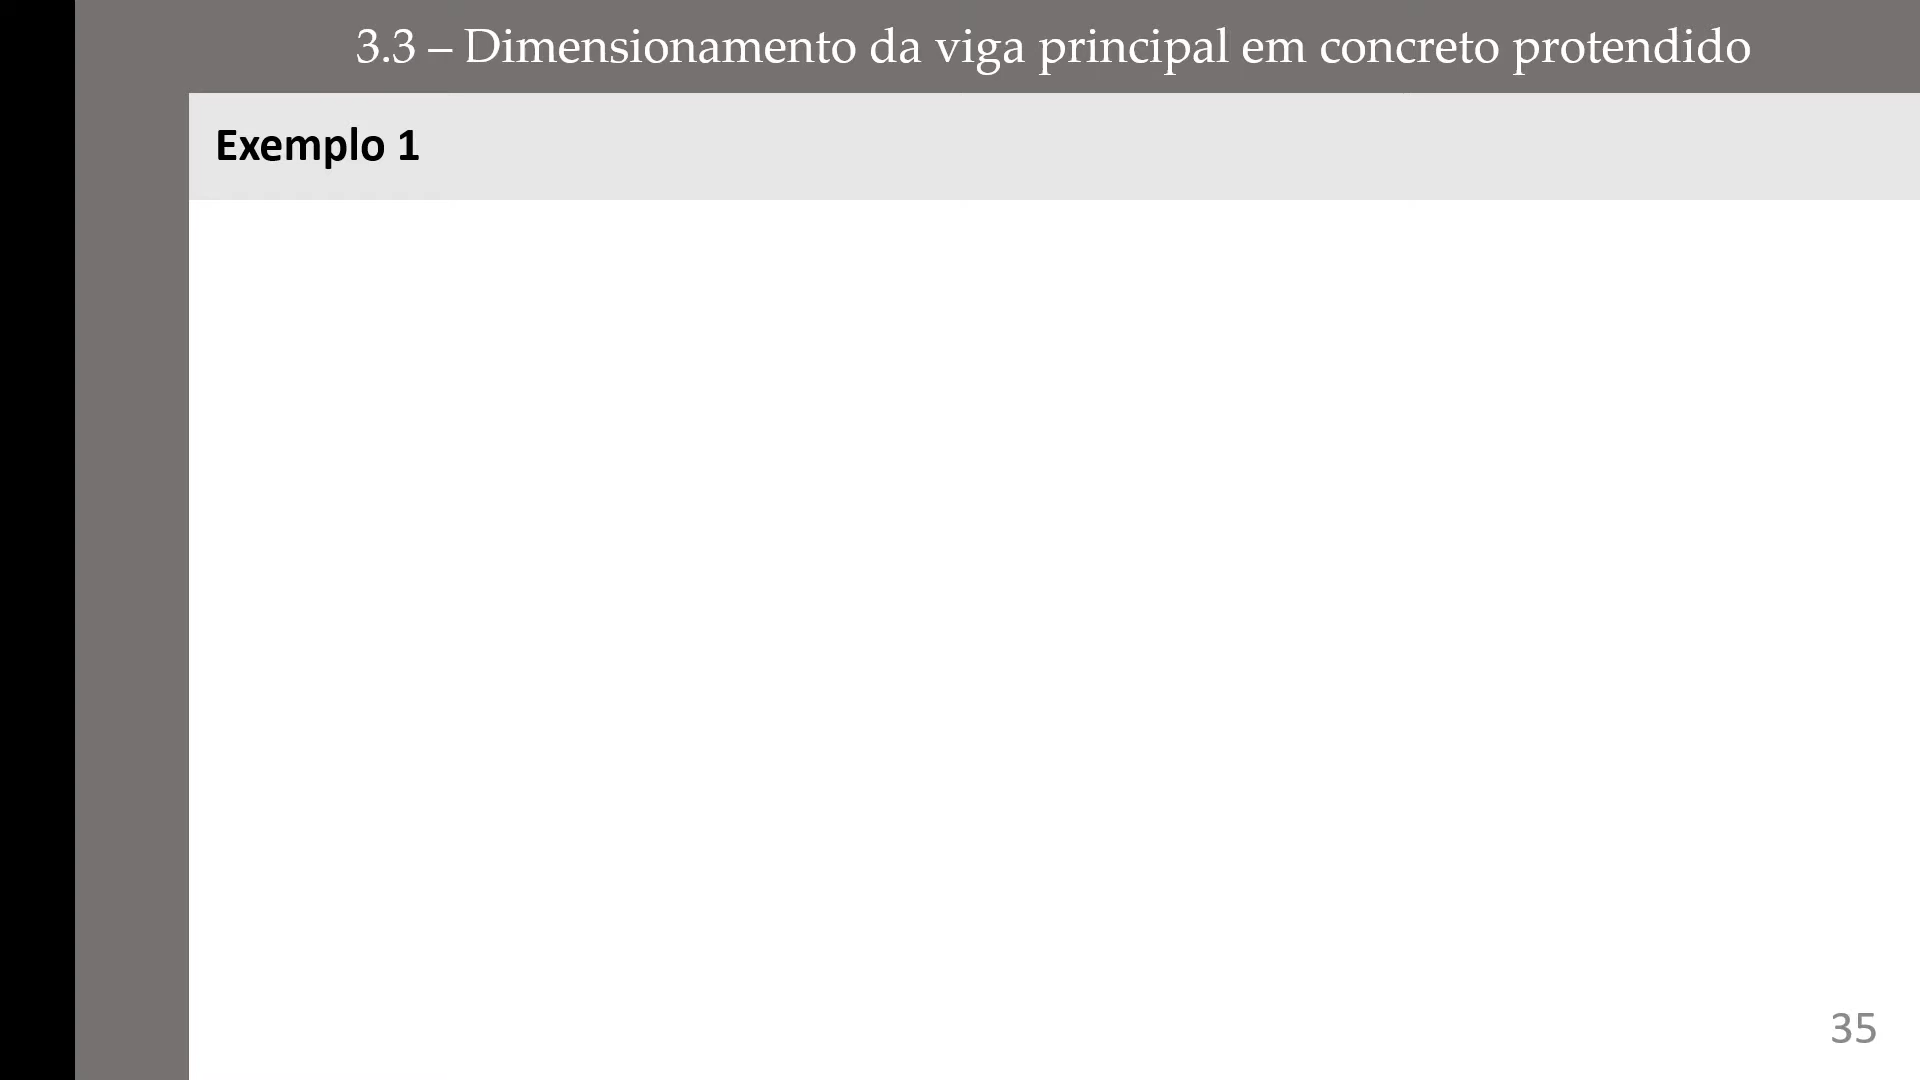 3.3 – Dimensionamento da viga principal em concreto protendido
Exemplo 1
35